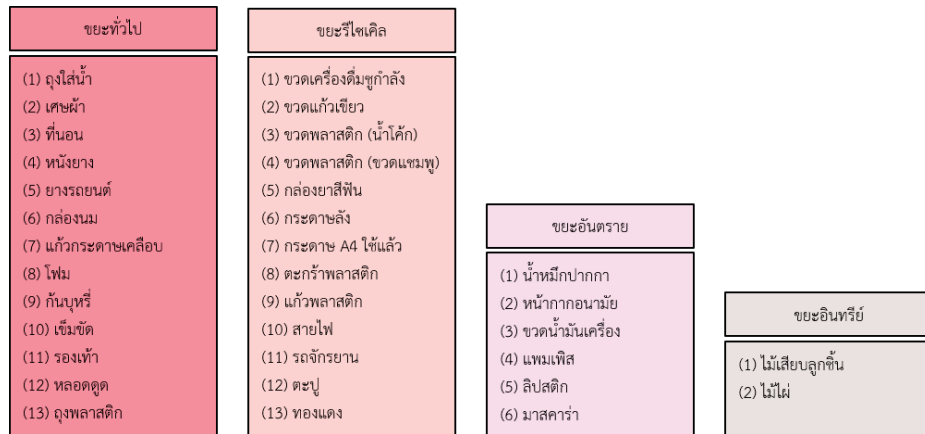 ขยะทั่วไป
(1) ถุงใส่น้ำ
(2) เศษผ้า
(3) ที่นอน
(4) หนังยาง
(5) ยางรถยนต์
(6) กล่องนม
(7) แก้วกระดาษเคลือบ
(8) โฟม
(9) ก้นบุหรี่
(10) เข็มขัด
(11) รองเท้า
(12) หลอดดูด
(13) ถุงพลาสติก
ขยะรีไซเคิล
(1) ขวดเครื่องดื่มชูกำลัง
(2) ขวดแก้วเขียว
(3) ขวดพลาสติก (น้ำโค้ก)
(4) ขวดพลาสติก (ขวดแชมพู)
(5) กล่องยาสีฟัน
(6) กระดาษลัง
(7) กระดาษ A4 ใช้แล้ว
(8) ตะกร้าพลาสติก
(9) แก้วพลาสติก
(10) สายไฟ
(11) รถจักรยาน
(12) ตะปู
(13) ทองแดง
ขยะอันตราย
(1) น้ำหมึกปากกา
(2) หน้ากากอนามัย
(3) ขวดน้ำมันเครื่อง
(4) แพมเพิส
(5) ลิปสติก
(6) มาสคาร่า
ขยะอินทรีย์
(1) ไม้เสียบลูกชิ้น
(2) ไม้ไผ่